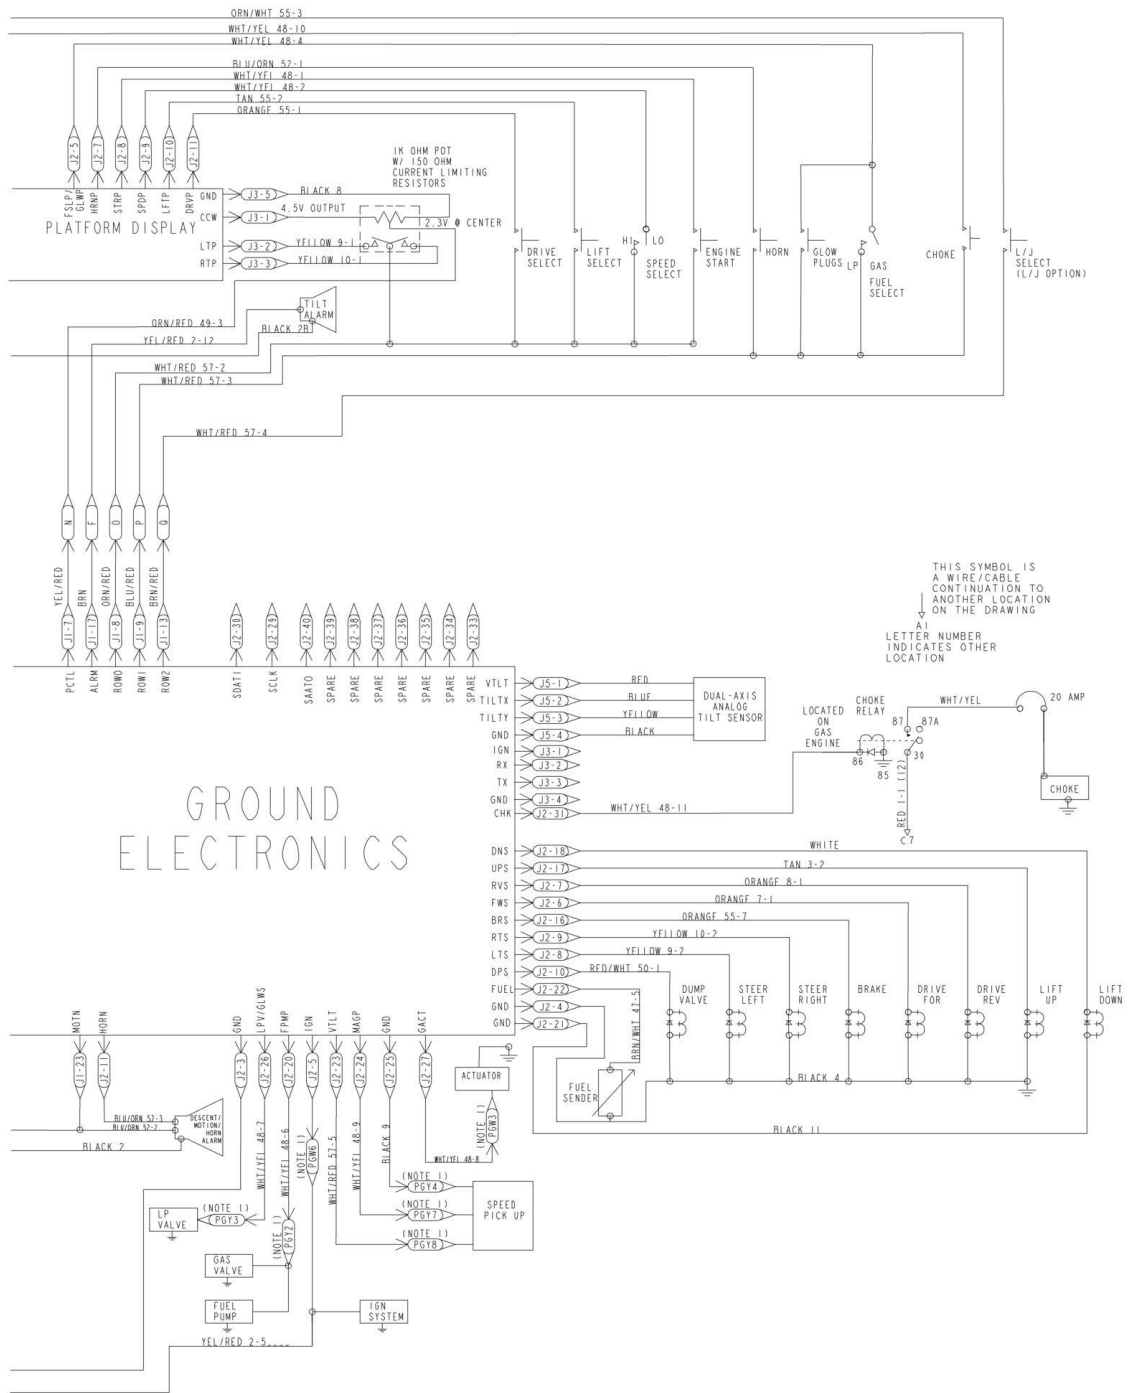 ORN/WHT 55-3
WHT/YEL 48-10
WHT/YEL 48-4
BLU/ORN 52-1
WHT/YEL 48-1
WHT/YEL 48-2
TAN 55-2
ORANGE 55-1
J2-5
J2-7
J2-8
J2-9
J2-10
J2-11
FSLP/
GLWP
HRNP
STRP
SPDP
LFTP
DRVP
PLATFORM DISPLAY
GND
J3-5
BLACK 8
CCW
J3-1
4.5V OUTPUT
LTP
J3-2
YELLOW 9-1
RTP
J3-3
YELLOW 10-1
1K OHM POT
W/ 150 OHM
CURRENT LIMITING
RESISTORS
2.3V @ CENTER
DRIVE
SELECT
LIFT
SELECT
HI
LO
SPEED
SELECT
ENGINE
START
HORN
GLOW
PLUGS
LP
GAS
FUEL
SELECT
CHOKE
L/J
SELECT
(L/J OPTION)
TILT
ALARM
ORN/RED 49-3
BLACK 2B
YEL/RED 2-12
WHT/RED 57-2
WHT/RED 57-3
WHT/RED 57-4
N
F
O
P
Q
YEL/RED
BRN
ORN/RED
BLU/RED
BRN/RED
J1-7
J1-17
J1-8
J1-9
J1-13
PCTL
ALRM
ROW0
ROW1
ROW2
J2-30
J2-29
J2-40
J2-39
J2-38
J2-37
J2-36
J2-35
J2-34
J2-33
SDAT1
SCLK
SAATO
SPARE
SPARE
SPARE
SPARE
SPARE
SPARE
SPARE
THIS SYMBOL IS
A WIRE/CABLE
CONTINUATION TO
ANOTHER LOCATION
ON THE DRAWING
A1
LETTER NUMBER
INDICATES OTHER
LOCATION
GROUND
ELECTRONICS
VTLT
J5-1
RED
TILTX
J5-2
BLUE
TILTY
J5-3
YELLOW
GND
J5-4
BLACK
DUAL-AXIS
ANALOG
TILT SENSOR
IGN
J3-1
RX
J3-2
TX
J3-3
GND
J3-4
CHK
J2-31
WHT/YEL 48-11
LOCATED
ON
GAS
ENGINE
CHOKE
RELAY
87
87A
86
85
30
WHT/YEL
20 AMP
CHOKE
RED 1-1 (12)
C7
DNS
J2-18
WHITE
UPS
J2-17
TAN 3-2
RVS
J2-7
ORANGE 8-1
FWS
J2-6
ORANGE 7-1
BRS
J2-16
ORANGE 55-7
RTS
J2-9
YELLOW 10-2
LTS
J2-8
YELLOW 9-2
DPS
J2-10
RED/WHT 50-1
FUEL
J2-22
BRN/WHT 47-5
GND
J2-4
GND
J2-21
DUMP
VALVE
STEER
LEFT
STEER
RIGHT
BRAKE
DRIVE
FOR
DRIVE
REV
LIFT
UP
LIFT
DOWN
BLACK 4
BLACK 11
FUEL
SENDER
ACTUATOR
MOTN
HORN
GND
LPV/GLWS
FPMP
IGN
VTLT
MAGP
GND
GACT
J1-23
J2-11
J2-3
J2-26
J2-20
J2-5
J2-23
J2-24
J2-25
J2-27
BLU/ORN 52-3
BLU/ORN 52-2
BLACK 2
DESCENT/
MOTION/
HORN
ALARM
WHT/YEL 48-7
WHT/YEL 48-6
(NOTE 1)
PGW6
WHT/RED 57-5
WHT/YEL 48-9
BLACK 9
WHT/YEL 48-8
(NOTE 1)
PGW3
(NOTE 1)
PGY4
(NOTE 1)
PGY7
(NOTE 1)
PGY8
SPEED
PICK UP
LP
VALVE
(NOTE 1)
PGY3
(NOTE 1)
PGY2
GAS
VALVE
FUEL
PUMP
IGN
SYSTEM
YEL/RED 2-5